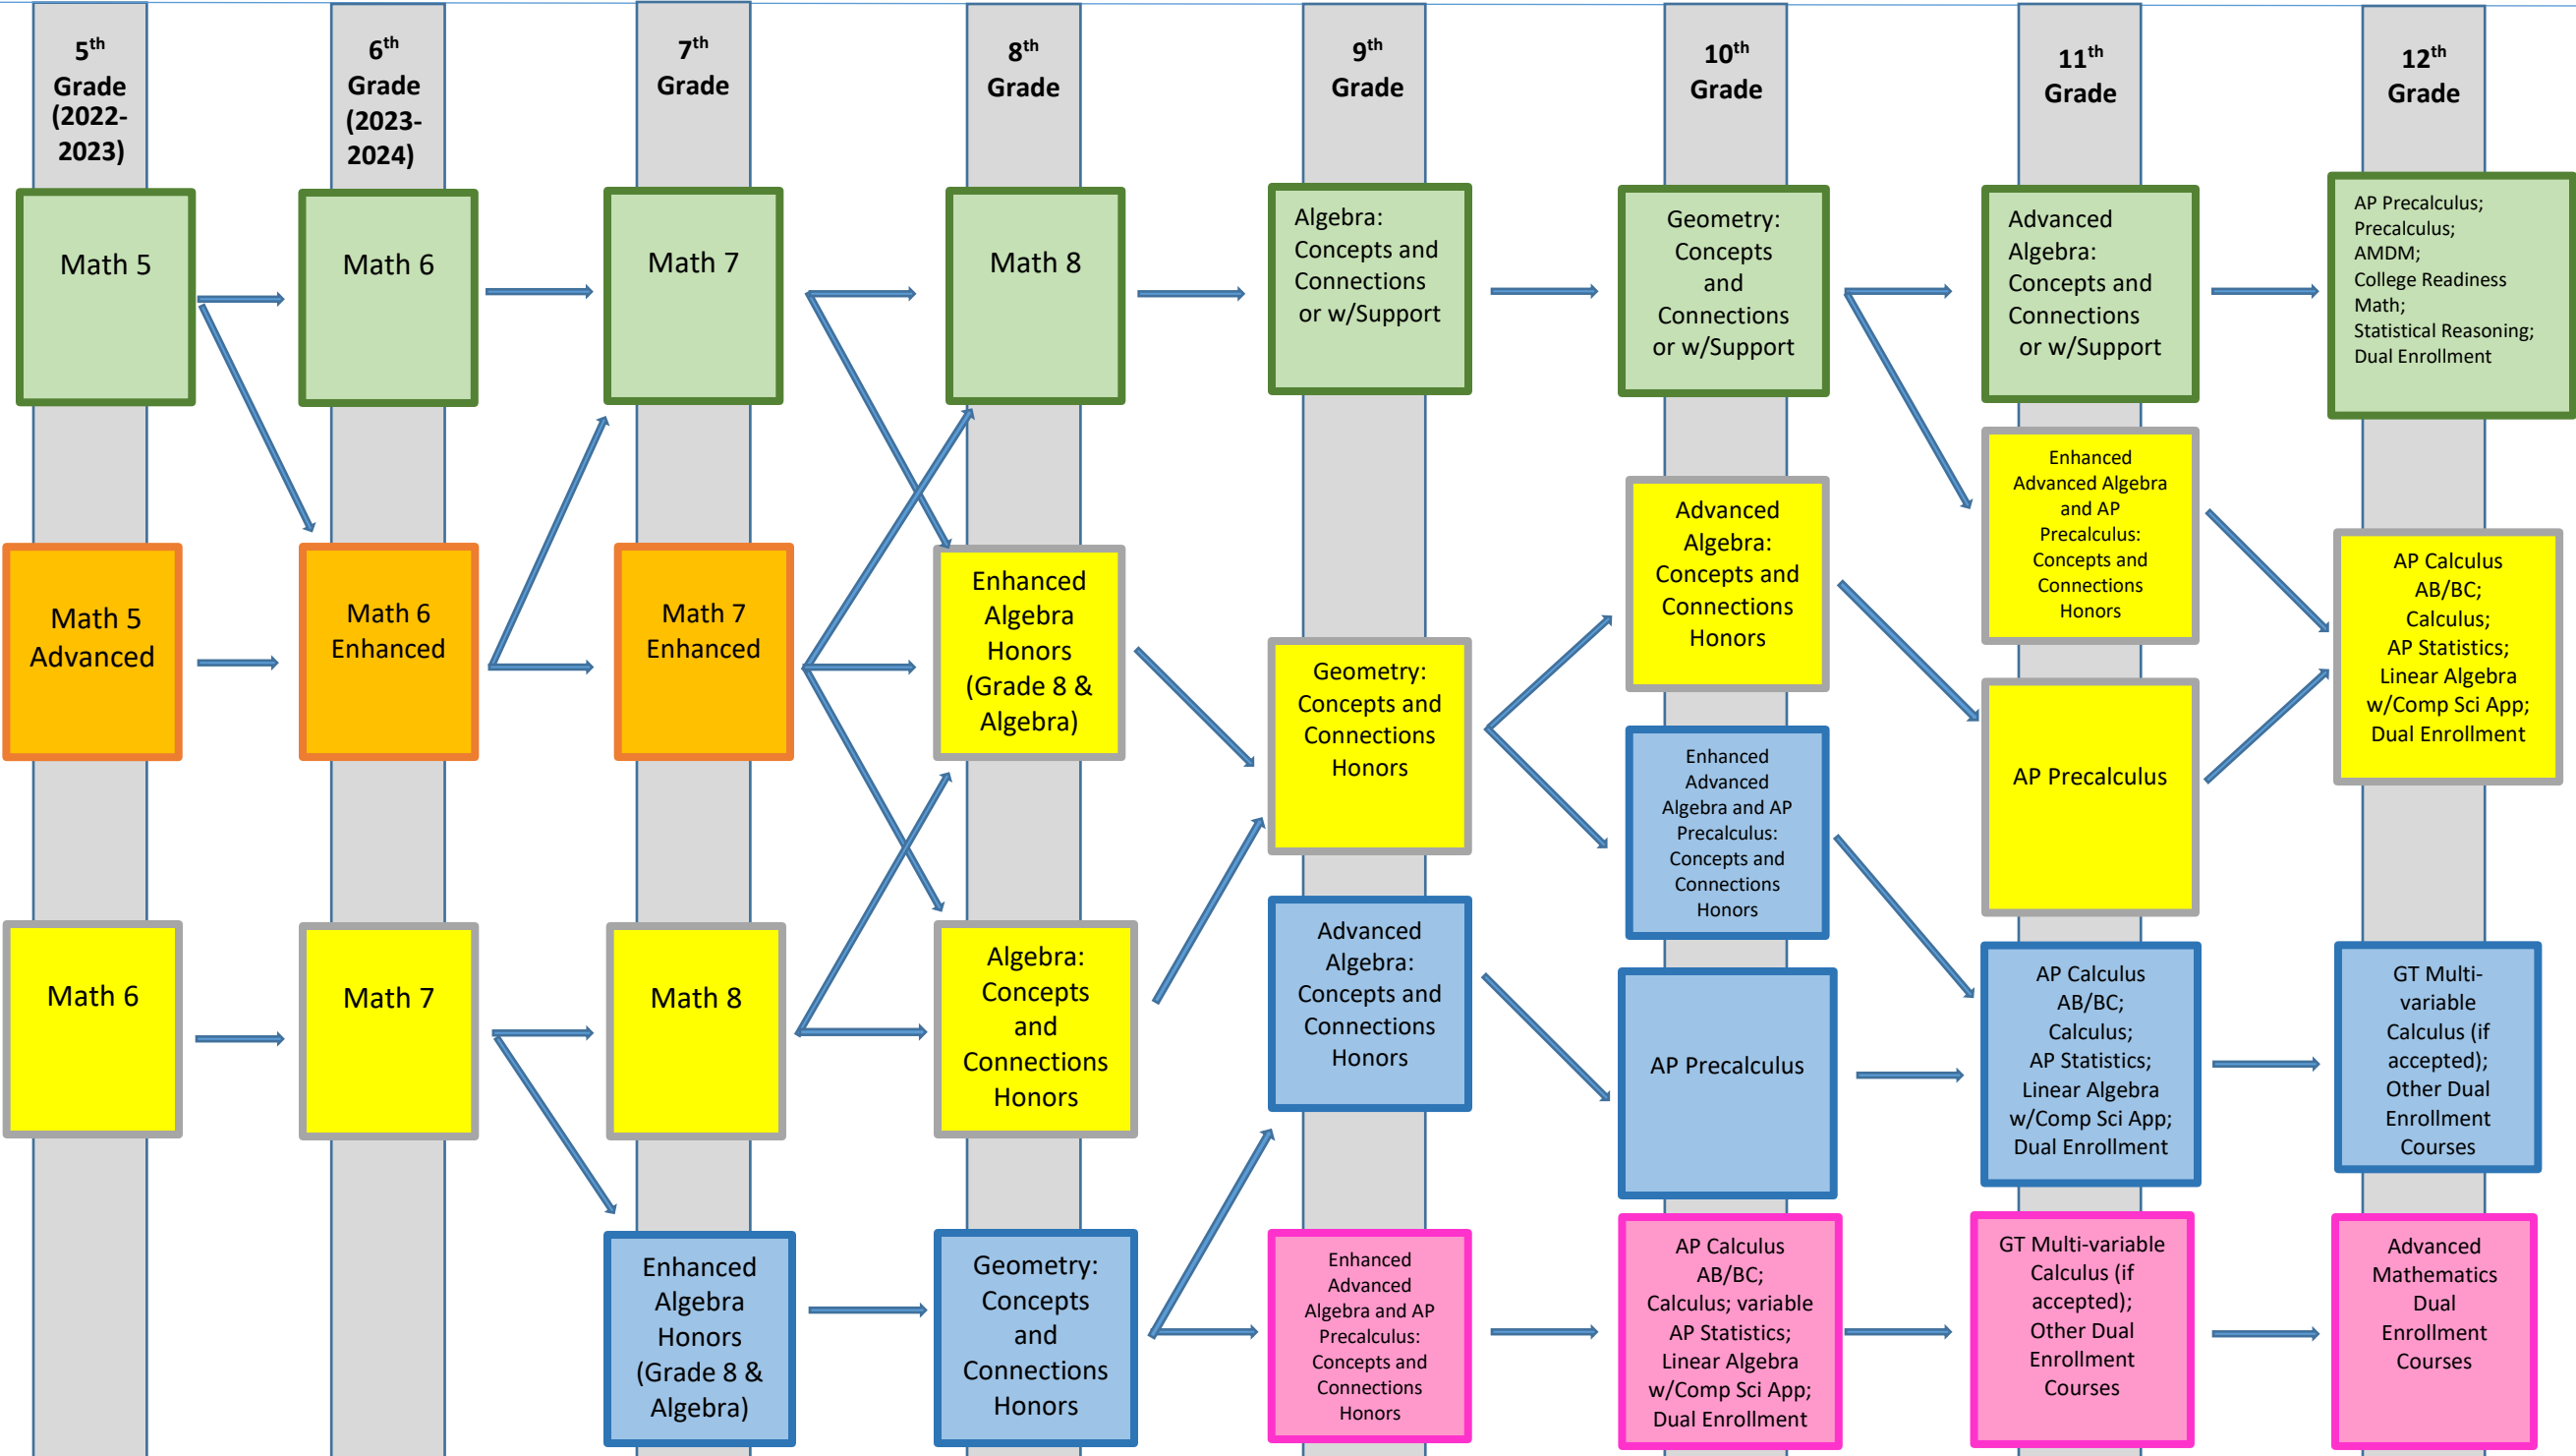 5th
Grade
(2022-
2023)
6th
Grade
(2023-
2024)
7th
Grade
8th
Grade
9th
Grade
10th
Grade
11th
Grade
12th
Grade
Math 5
Math 6
Math 7
Math 8
Algebra:
Concepts and
Connections
or w/Support
Geometry:
Concepts
and
Connections
or w/Support
Advanced
Algebra:
Concepts and
Connections
or w/Support
AP Precalculus;
Precalculus;
AMDM;
College Readiness
Math;
Statistical Reasoning;
Dual Enrollment
Math 5
Advanced
Math 6
Enhanced
Math 7
Enhanced
Enhanced
Algebra
Honors
(Grade 8 &
Algebra)
Geometry:
Concepts and
Connections
Honors
Advanced
Algebra:
Concepts and
Connections
Honors
Enhanced
Advanced
Algebra and AP
Precalculus:
Concepts and
Connections
Honors
Enhanced
Advanced Algebra
and AP
Precalculus:
Concepts and
Connections
Honors
AP Precalculus
AP Calculus
AB/BC;
Calculus;
AP Statistics;
Linear Algebra
w/Comp Sci App;
Dual Enrollment
Math 6
Math 7
Math 8
Algebra:
Concepts
and
Connections
Honors
Advanced
Algebra:
Concepts and
Connections
Honors
AP Precalculus
AP Calculus
AB/BC;
Calculus;
AP Statistics;
Linear Algebra
w/Comp Sci App;
Dual Enrollment
GT Multi-
variable
Calculus (if
accepted);
Other Dual
Enrollment
Courses
Enhanced
Algebra
Honors
(Grade 8 &
Algebra)
Geometry:
Concepts
and
Connections
Honors
Enhanced
Advanced
Algebra and AP
Precalculus:
Concepts and
Connections
Honors
AP Calculus
AB/BC;
Calculus; variable
AP Statistics;
Linear Algebra
w/Comp Sci App;
Dual Enrollment
GT Multi-variable
Calculus (if
accepted);
Other Dual
Enrollment
Courses
Advanced
Mathematics
Dual
Enrollment
Courses